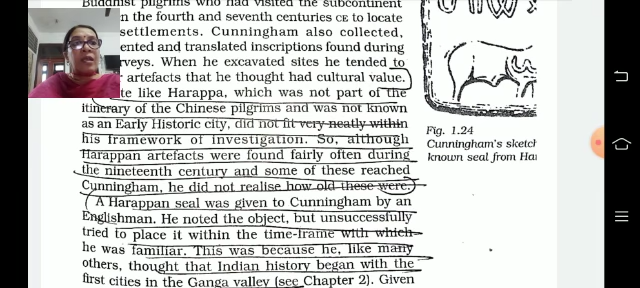 Buddhist pilgrims who had visited the subcontinent
n the fourth and seventh centuries CE to locate
settlements. Cunningham also collected,
ented and translated inscriptions found during
rveys. When he excavated sites he tended to
artefacts that he thought had cultural value.
te like Harappa, which was not part of the
itinerary of the Chinese pilgrims and was not known
as an Early Historic city, did not fit very neatly within
his framework of investigation. So, although
Harappan artefacts were found fairly often during
the nineteenth century and some of these reached
Cunningham, he did not realise how old these were.
A Harappan seal was given to Cunningham by an
Englishman. He noted the object, but unsuccessfully
tried to place it within the time-frame with which
he was familiar. This was because he, like many
others, thought that Indian history began with the
first cities in the Ganga valley (see Chapter 2). Given
Fig. 1.24
Cunningham's sketch
known seal from Har